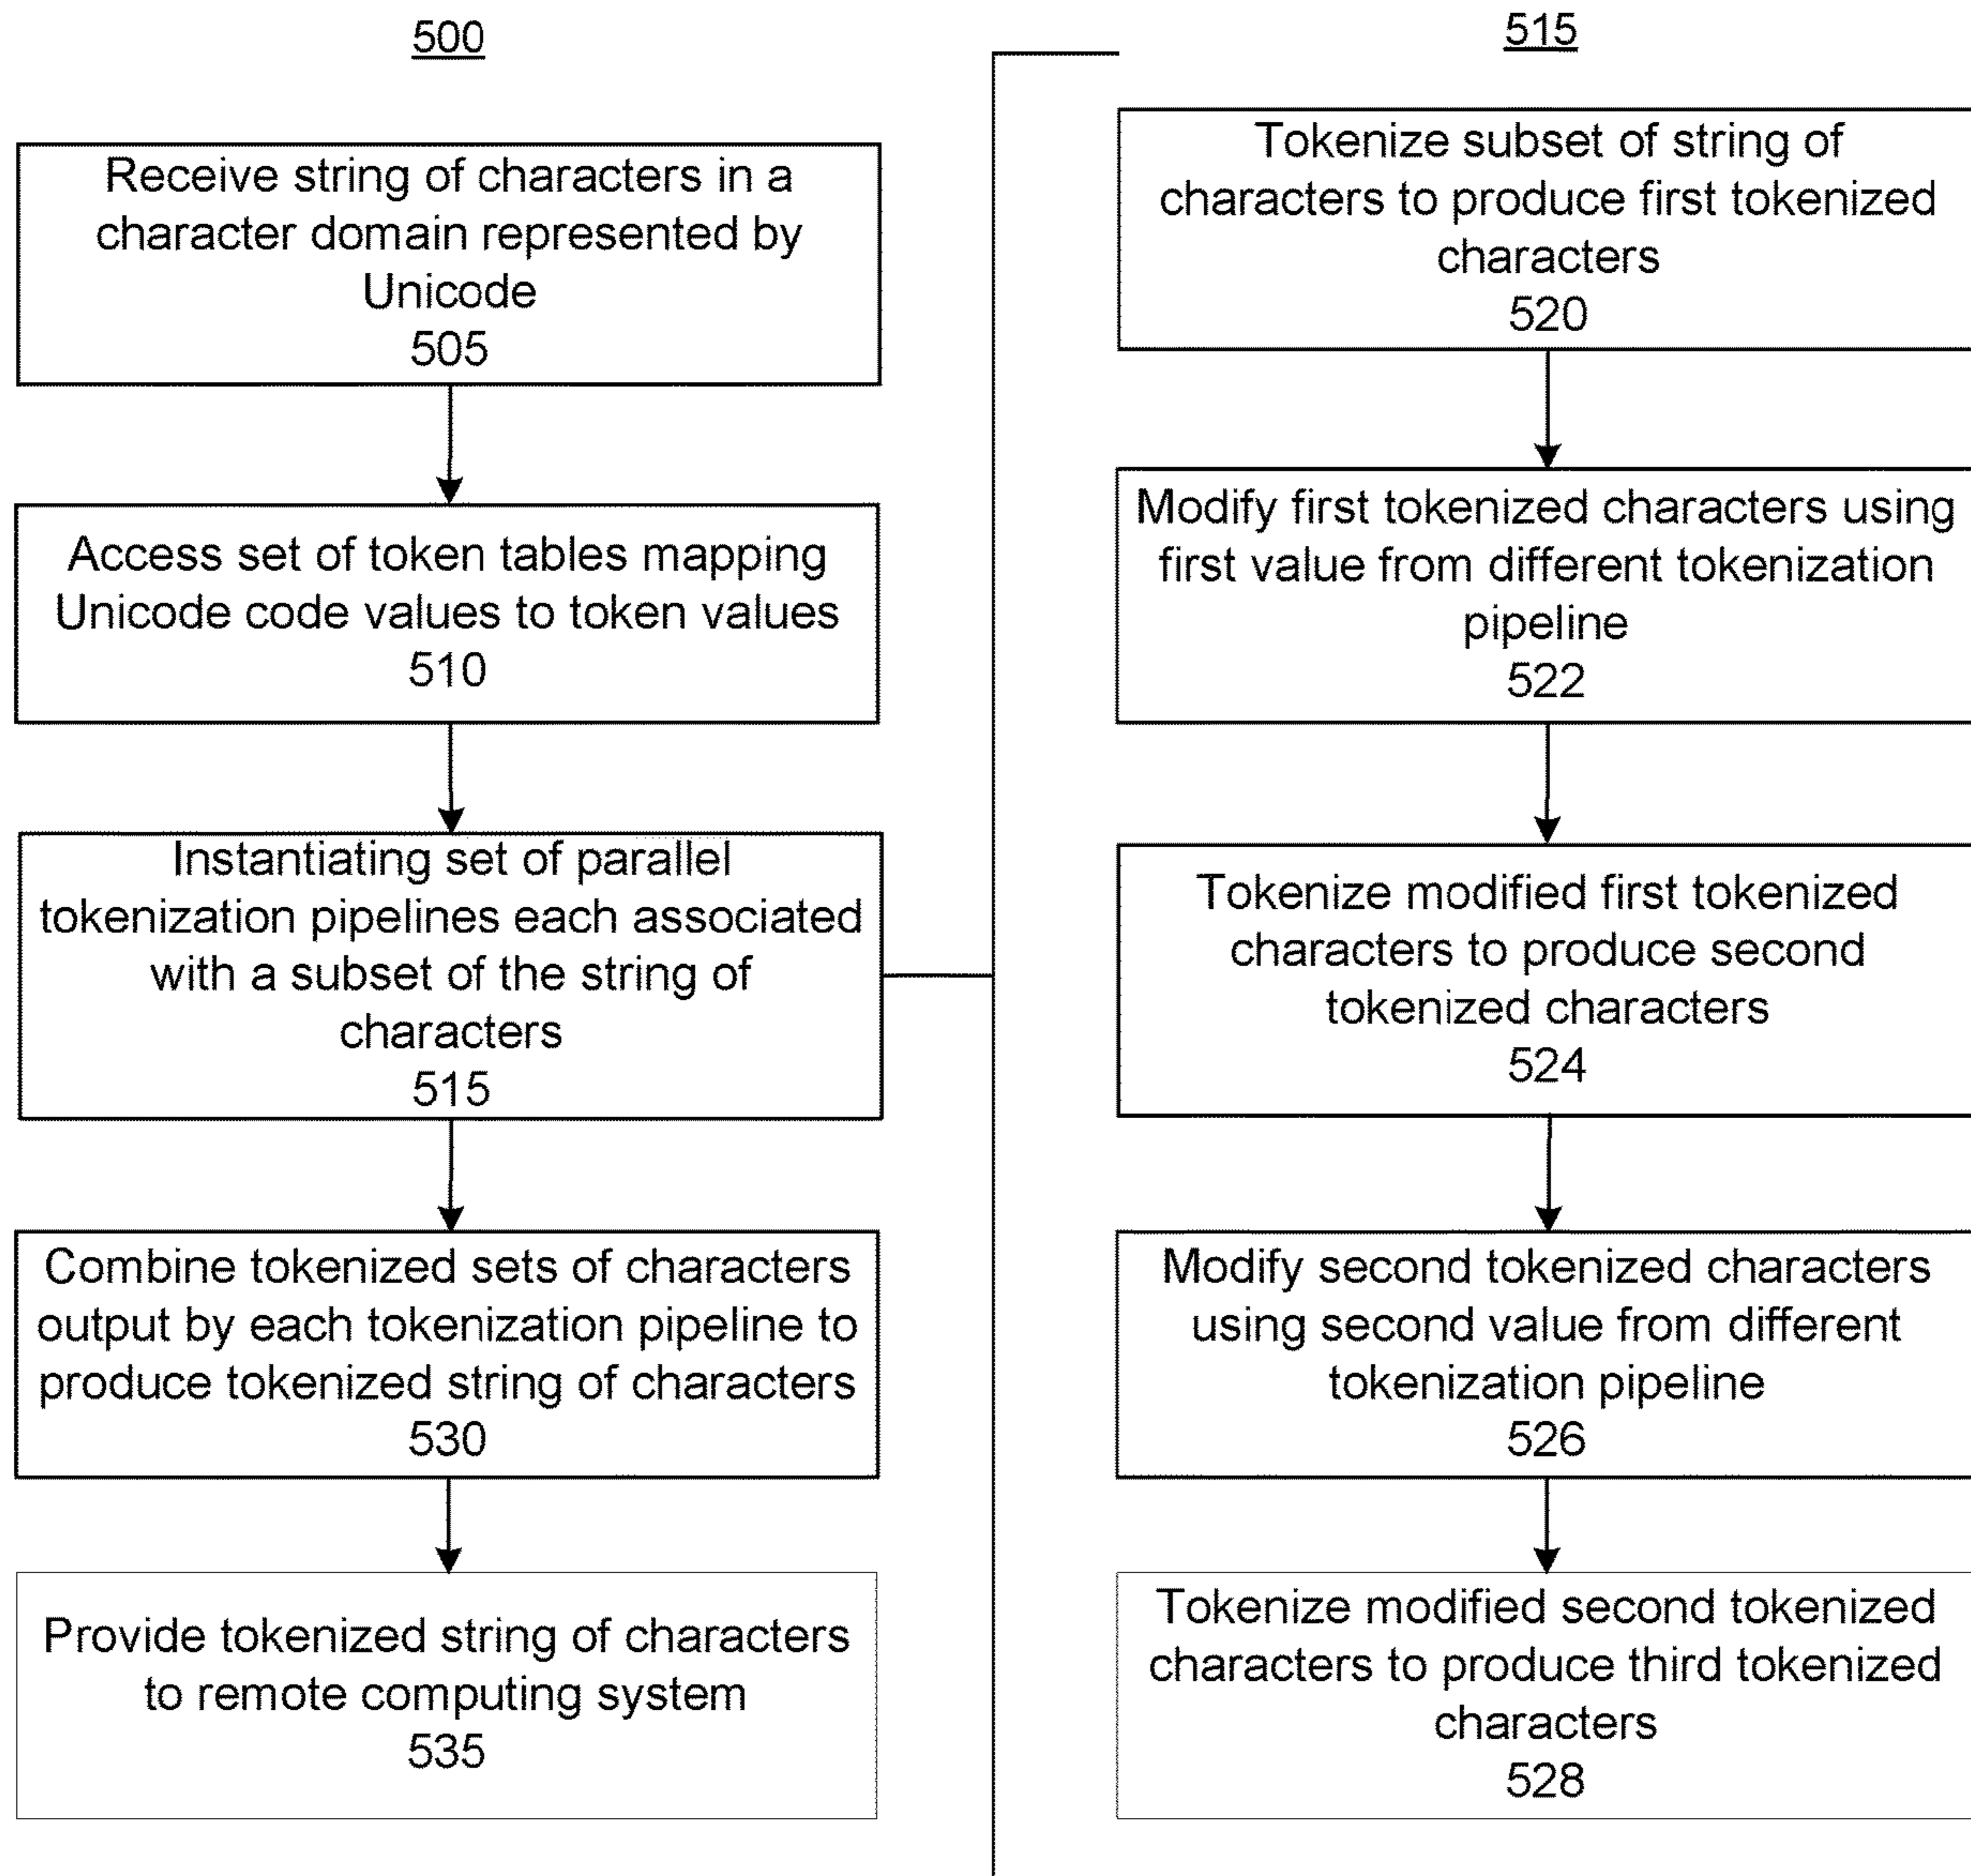 500
Receive string of characters in a
character domain represented by
Unicode
505
Access set of token tables mapping
Unicode code values to token values
510
Instantiating set of parallel
tokenization pipelines each associated
with a subset of the string of
characters
515
Combine tokenized sets of characters
output by each tokenization pipeline to
produce tokenized string of characters
530
Provide tokenized string of characters
to remote computing system
535
515
Tokenize subset of string of
characters to produce first tokenized
characters
520
Modify first tokenized characters using
first value from different tokenization
pipeline
522
Tokenize modified first tokenized
characters to produce second
tokenized characters
524
Modify second tokenized characters
using second value from different
tokenization pipeline
526
Tokenize modified second tokenized
characters to produce third tokenized
characters
528